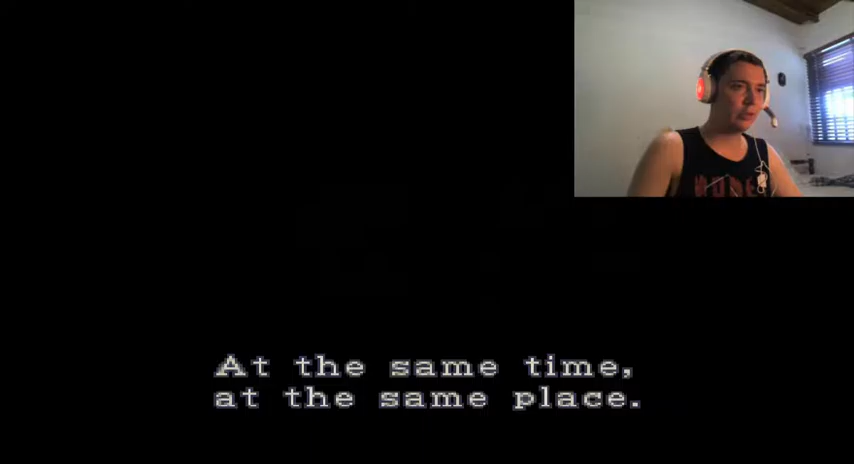 At the same time,
at the same place.